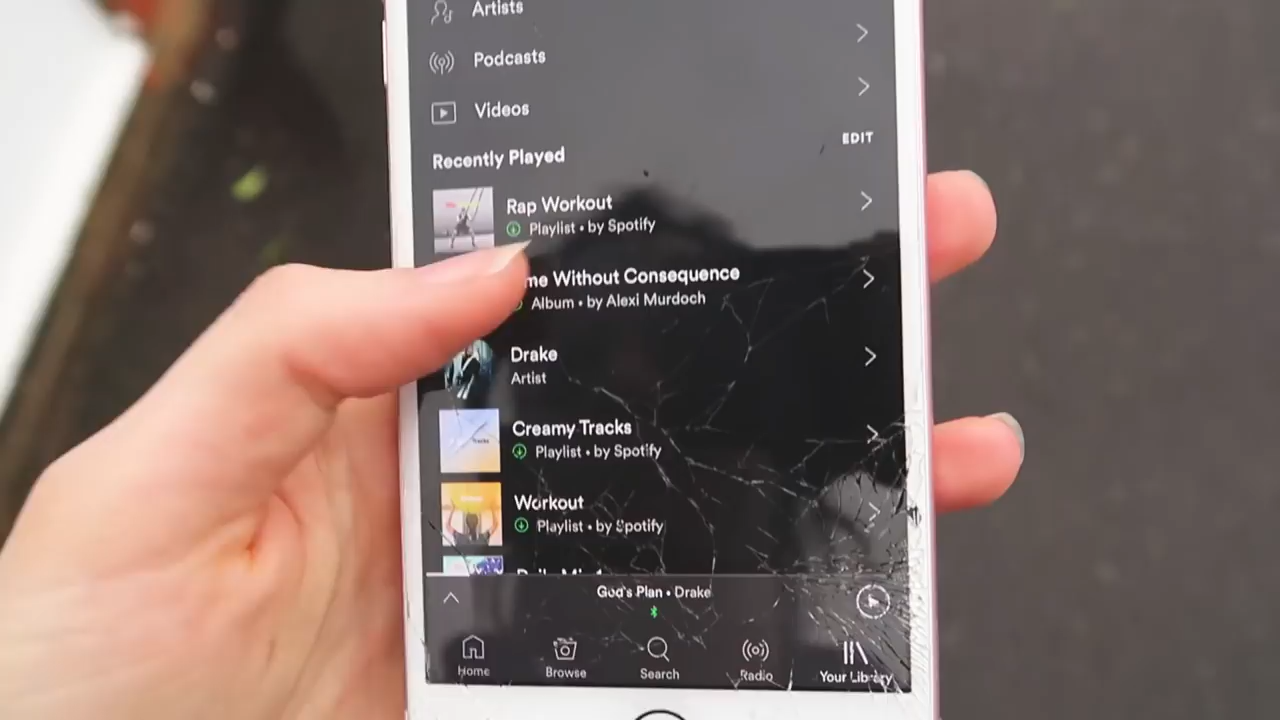 Artists
Podcasts
Videos
EDIT
Recently Played
Rap Workout
Playlist • by Spotify
Without Consequence
Album • by Alexi Murdoch
Drake
Artist
Creamy Tracks
Playlist • by Spotify
Workout
Playlist • by Spotify
God's Plan • Drake
Home
Browse
Search
Radio
Your Library